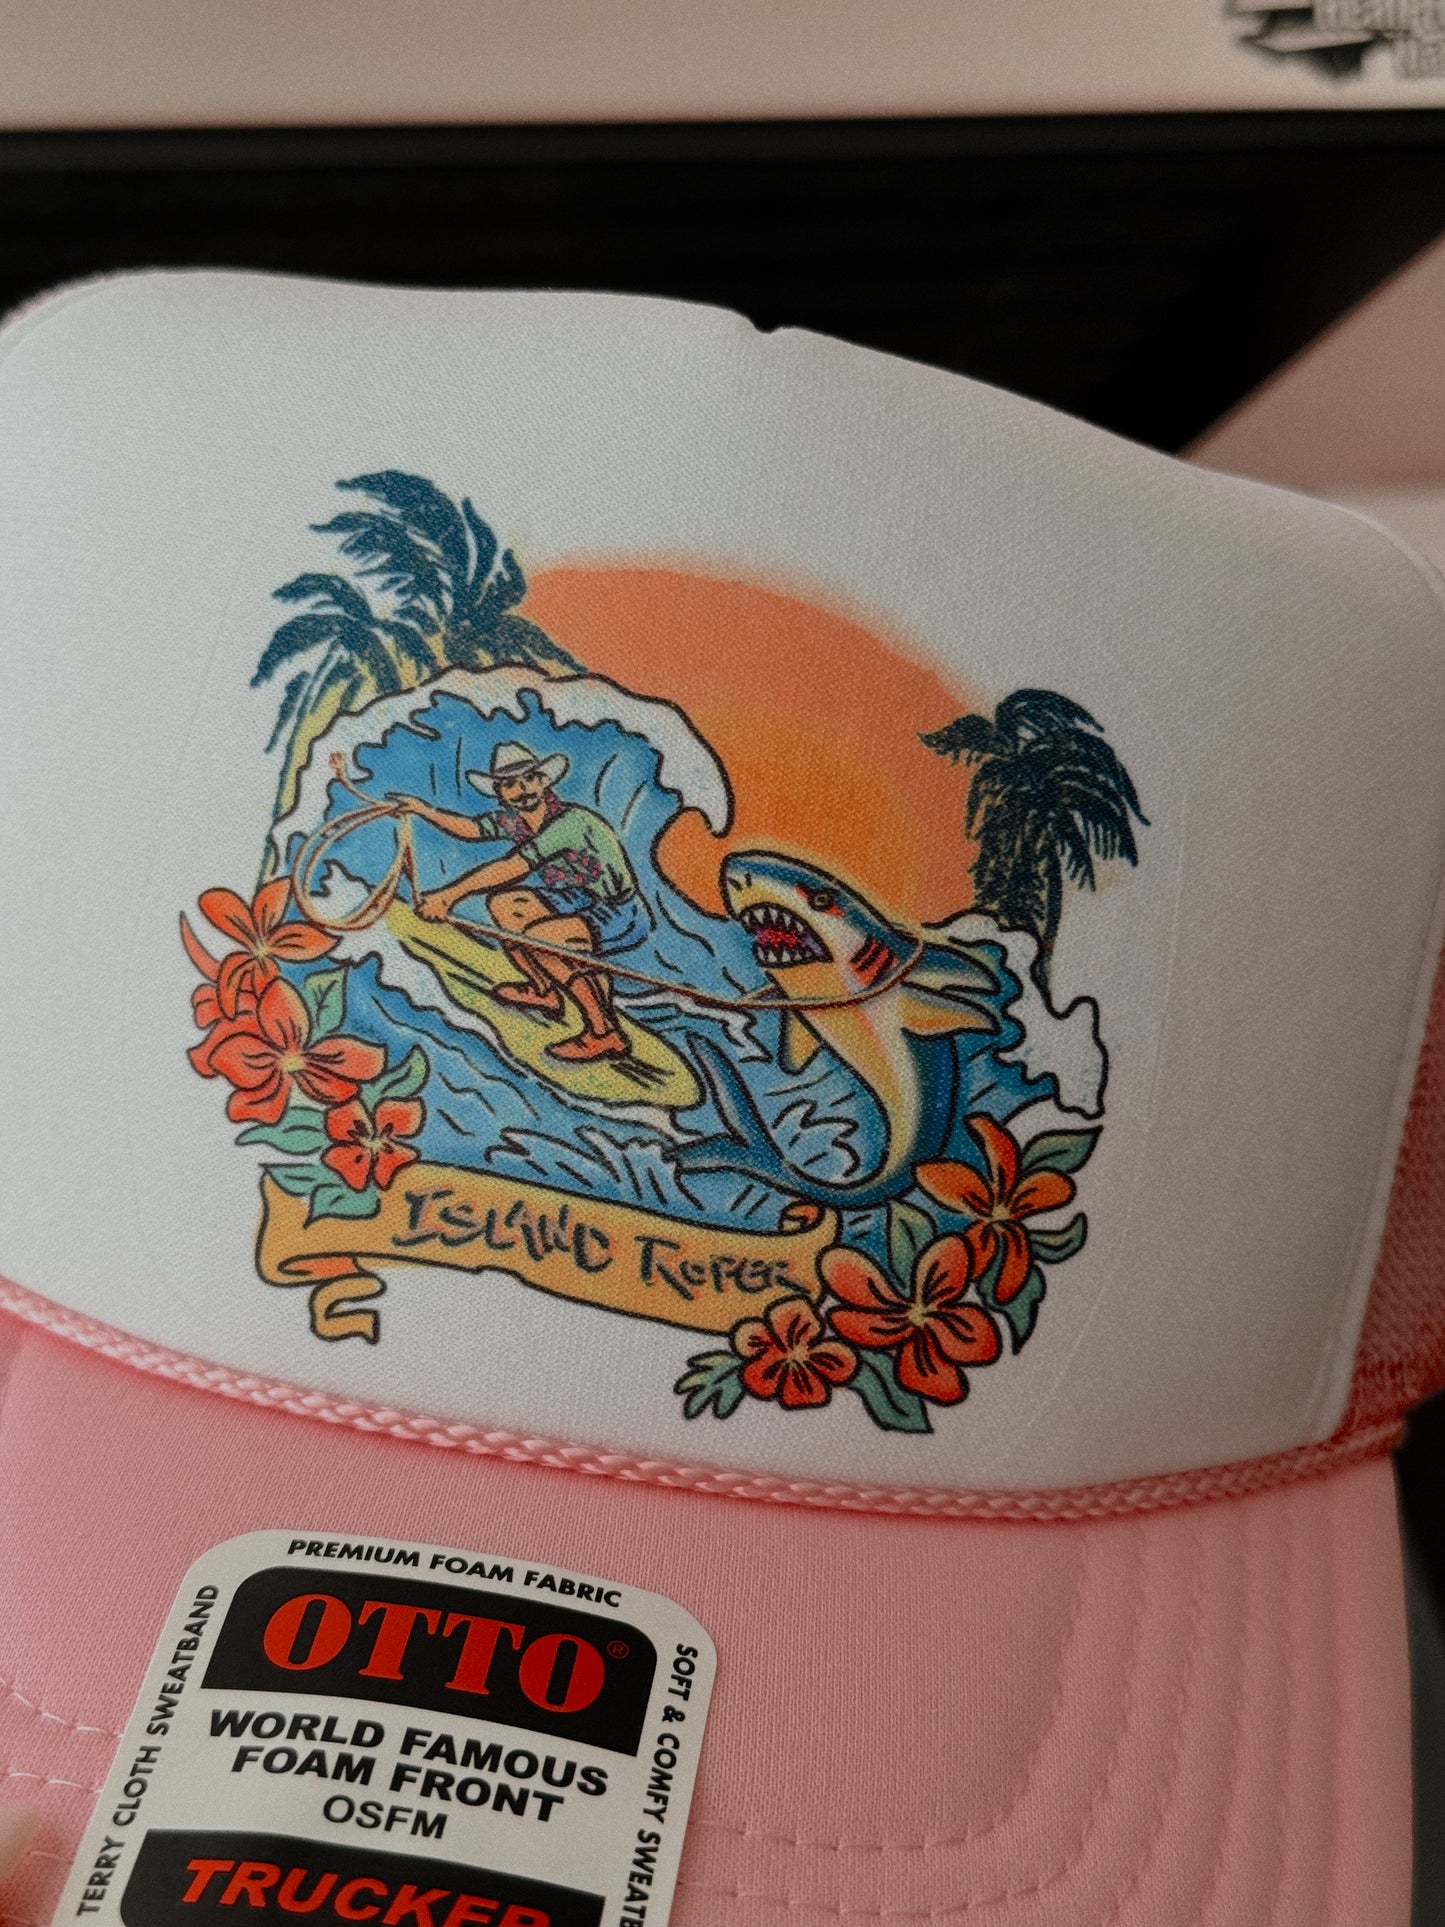 ISLAND ROPER
PREMIUM FOAM FABRIC
OTTO®
WORLD FAMOUS
FOAM FRONT
OSFM
TRUCKER
TERRY CLOTH SWEATBAND
SOFT & COMFY SWEATB